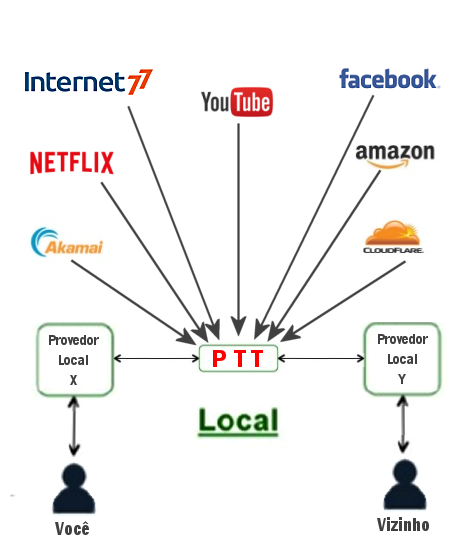 Internet77
facebook
YouTube
amazon
NETFLIX
Akamai
CLOUDFLARE
Provedor
Local
X
PTT
Provedor
Local
Y
Local
Você
Vizinho